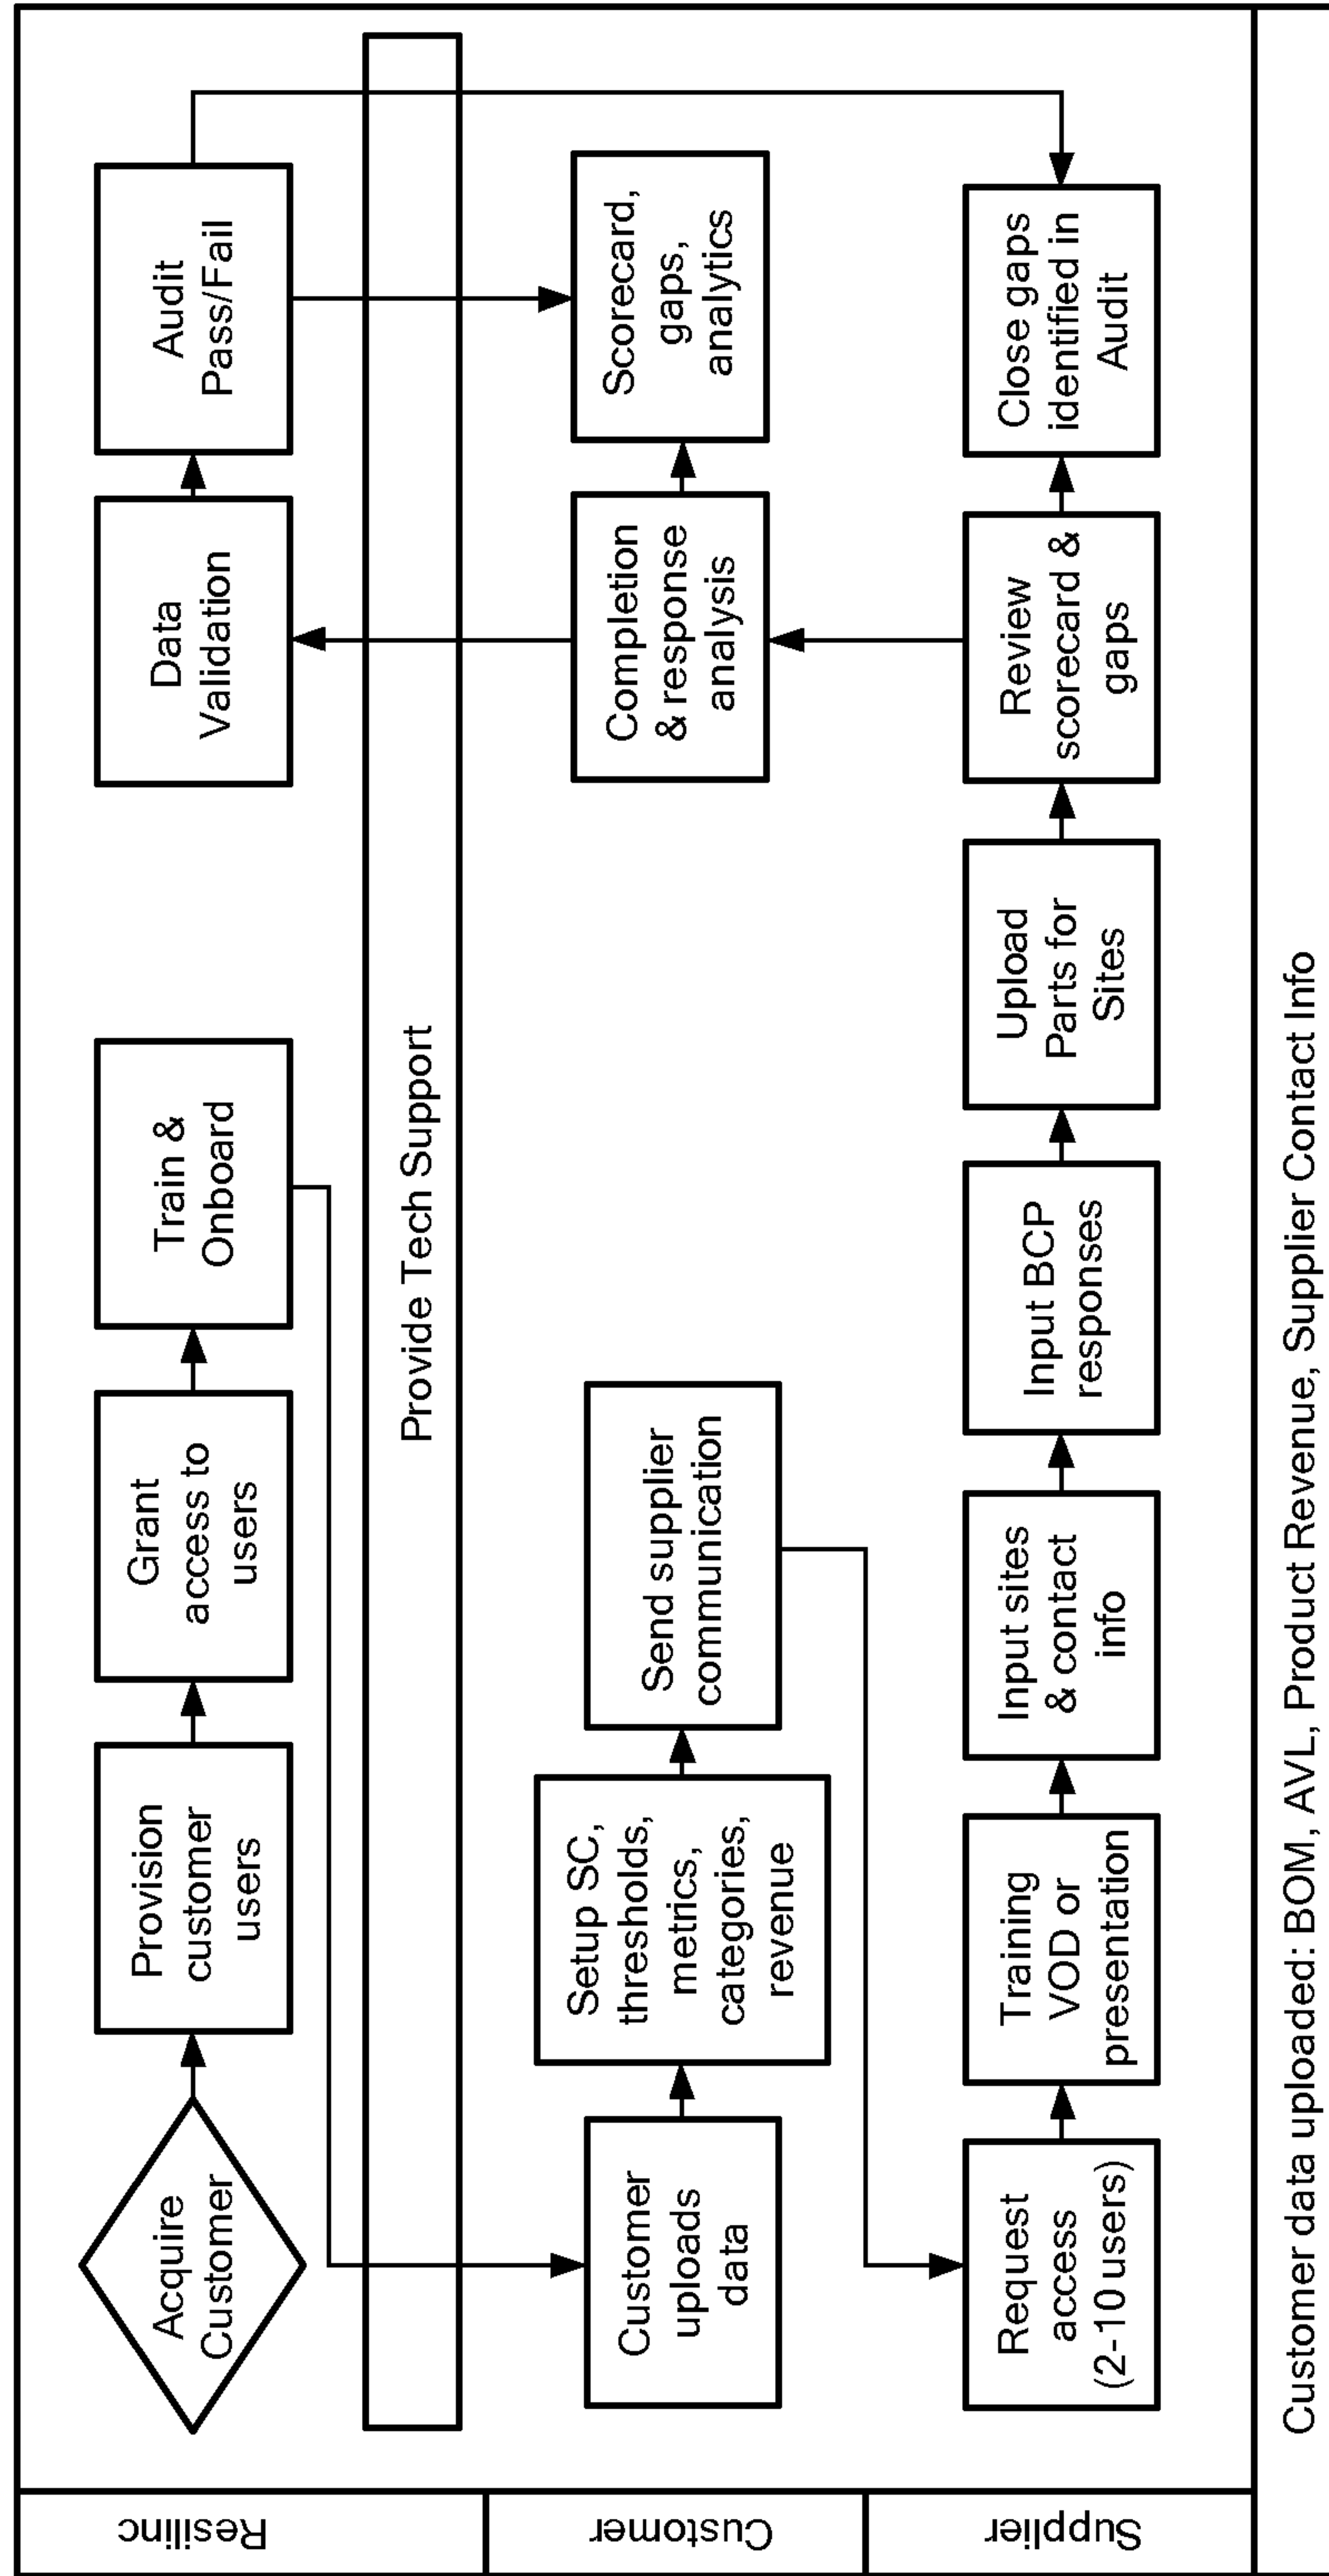 Resilinc
Acquire
Customer
Provision
customer
users
Grant
access to
users
Train &
Onboard
Data
Validation
Audit
Pass/Fail
Provide Tech Support
Customer
Customer
uploads
data
Setup SC,
thresholds,
metrics,
categories,
revenue
Send supplier
communication
Completion
& response
analysis
Scorecard,
gaps,
analytics
Supplier
Request
access
(2-10 users)
Training
VOD or
presentation
Input sites
& contact
info
Input BCP
responses
Upload
Parts for
Sites
Review
scorecard &
gaps
Close gaps
identified in
Audit
Customer data uploaded: BOM, AVL, Product Revenue, Supplier Contact Info